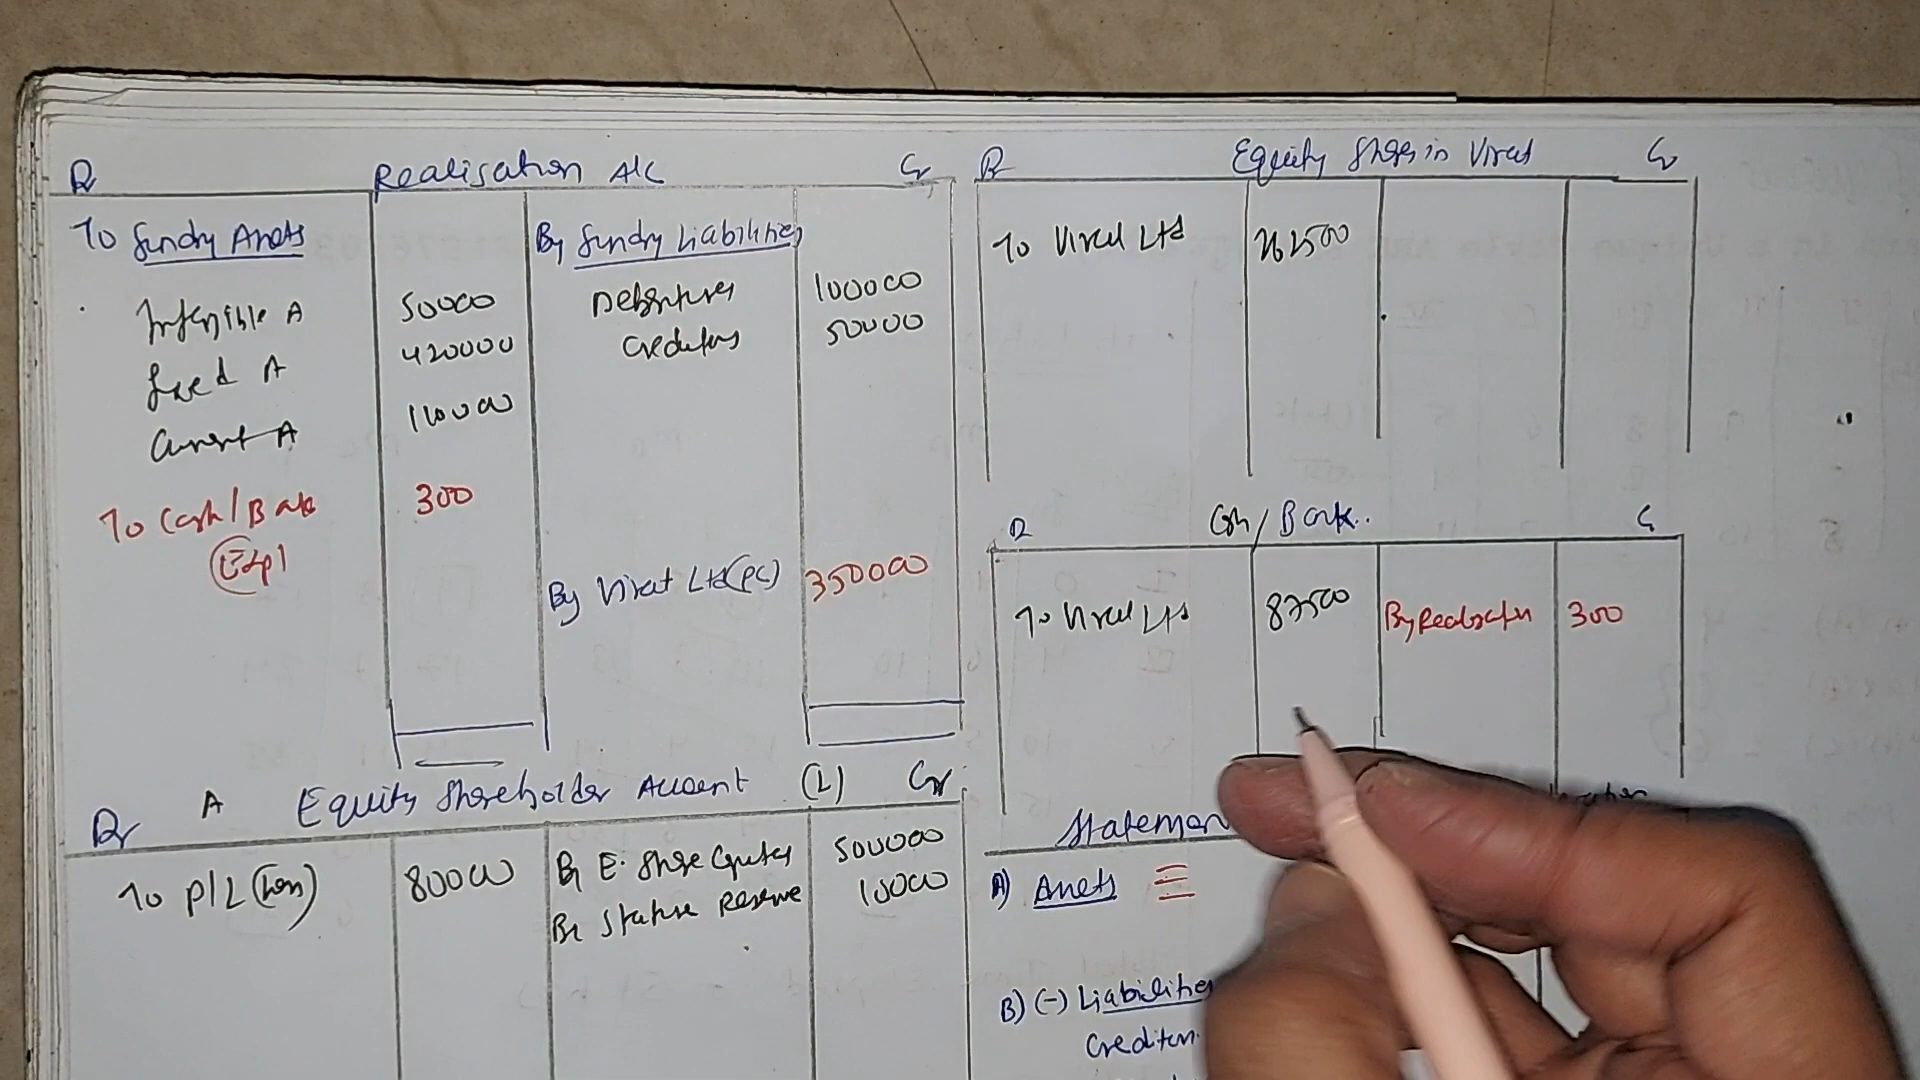 Dr Realisation A/c Cr
To Sundry Assets By Sundry Liabilities
Intangible A 50000 Debentures 100000
Fixed A 420000 Creditors 50000
Current A 110000
To Cash/Bank 300
(Exp)
By Virat Ltd (PC) 350000
Dr A Equity Shareholder Account (L) Cr
To P/L (Loss) 80000 By E. Share Capital 500000
By Statue Reserve 10000
Dr Equity Shares in Virat Cr
To Virat Ltd 262500
Dr Cash/Bank.. Cr
To Virat Ltd 87500 By Realisation 300
Statemen
A) Assets
B) (-) Liabilities
Creditors